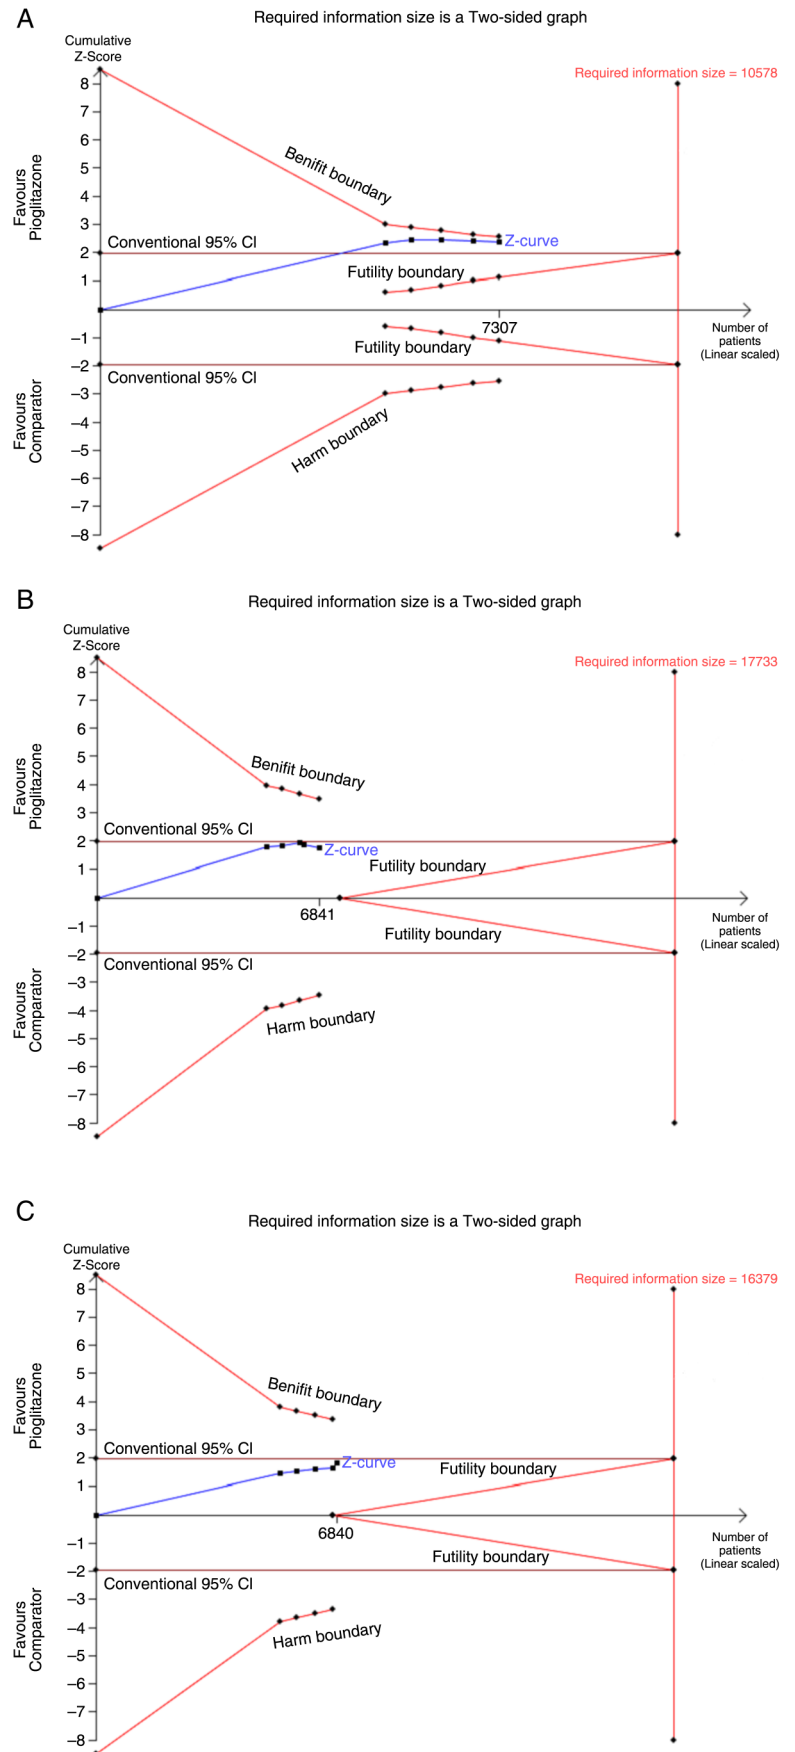 A
Required information size is a Two-sided graph
Cumulative
Z-Score
Required information size = 10578
8
7
6
5
4
3
2
1
−1
−2
−3
−4
−5
−6
−7
−8
Favours
Pioglitazone
Favours
Comparator
Benifit boundary
Z-curve
Conventional 95% CI
Futility boundary
7307
Number of
patients
(Linear scaled)
Futility boundary
Conventional 95% CI
Harm boundary
B
Required information size is a Two-sided graph
Cumulative
Z-Score
Required information size = 17733
8
7
6
5
4
3
2
1
−1
−2
−3
−4
−5
−6
−7
−8
Favours
Pioglitazone
Favours
Comparator
Benifit boundary
Conventional 95% CI
Z-curve
Futility boundary
6841
Number of
patients
(Linear scaled)
Futility boundary
Conventional 95% CI
Harm boundary
C
Required information size is a Two-sided graph
Cumulative
Z-Score
Required information size = 16379
8
7
6
5
4
3
2
1
−1
−2
−3
−4
−5
−6
−7
−8
Favours
Pioglitazone
Favours
Comparator
Benifit boundary
Conventional 95% CI
Z-curve
Futility boundary
6840
Number of
patients
(Linear scaled)
Futility boundary
Conventional 95% CI
Harm boundary